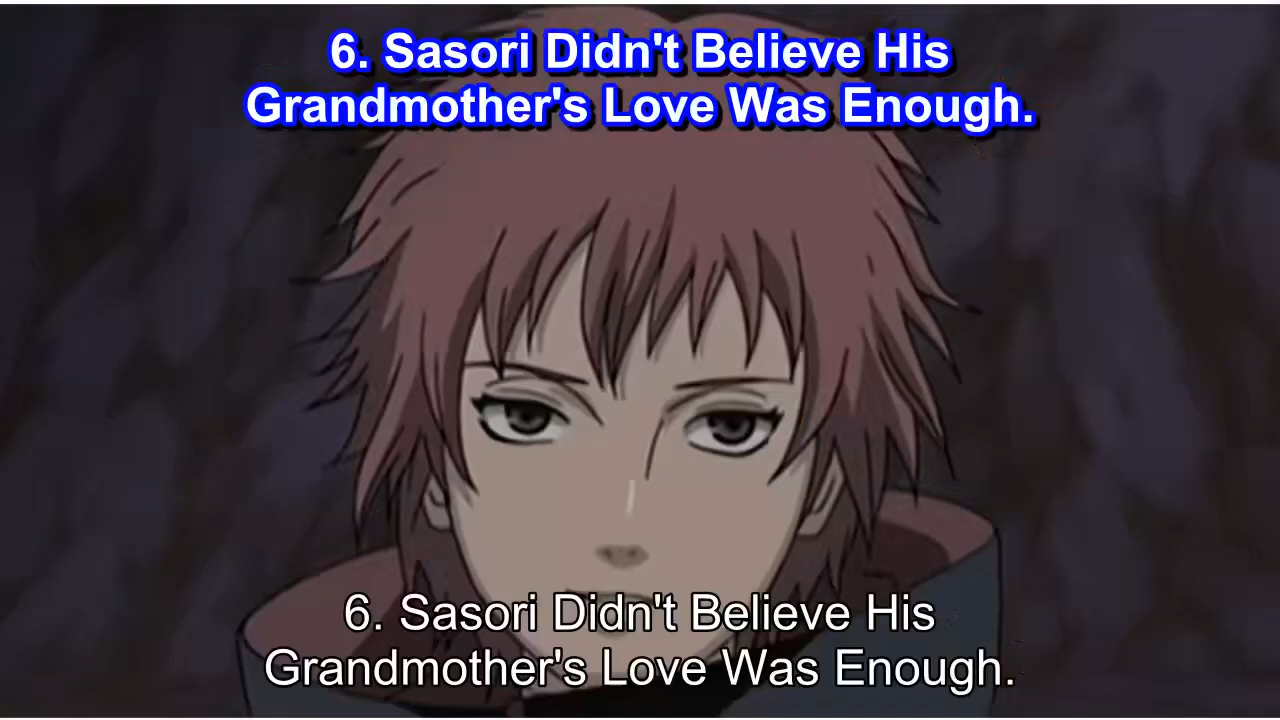 6. Sasori Didn't Believe His
Grandmother's Love Was Enough.
6. Sasori Didn't Believe His
Grandmother's Love Was Enough.